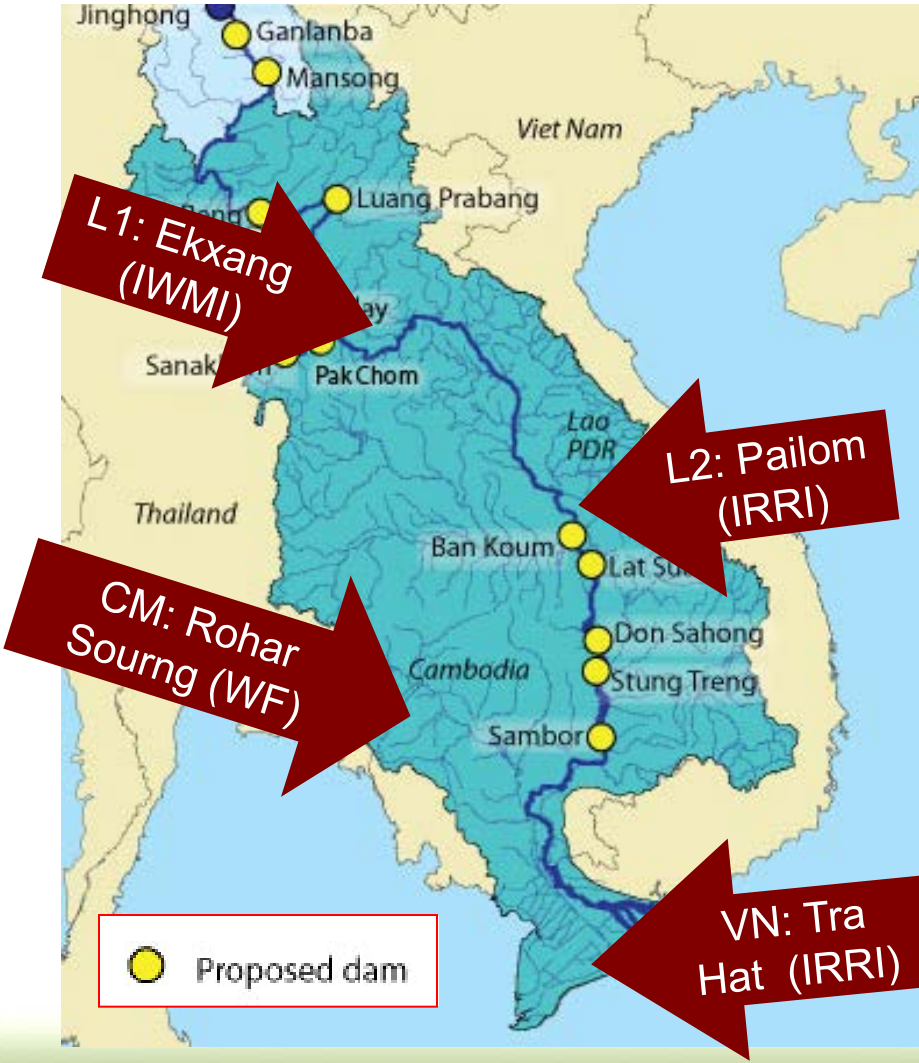 Jinghong
Ganlanba
Mansong
Viet Nam
Luang Prabang
L1: Ekxang
(IWMI)
Pak Chom
Lao
PDR
L2: Pailom
(IRRI)
Thailand
Ban Koum
Lat
CM: Rohar
Sourng (WF)
Don Sahong
Cambodia
Stung Treng
Sambor
VN: Tra
Hat (IRRI)
Proposed dam